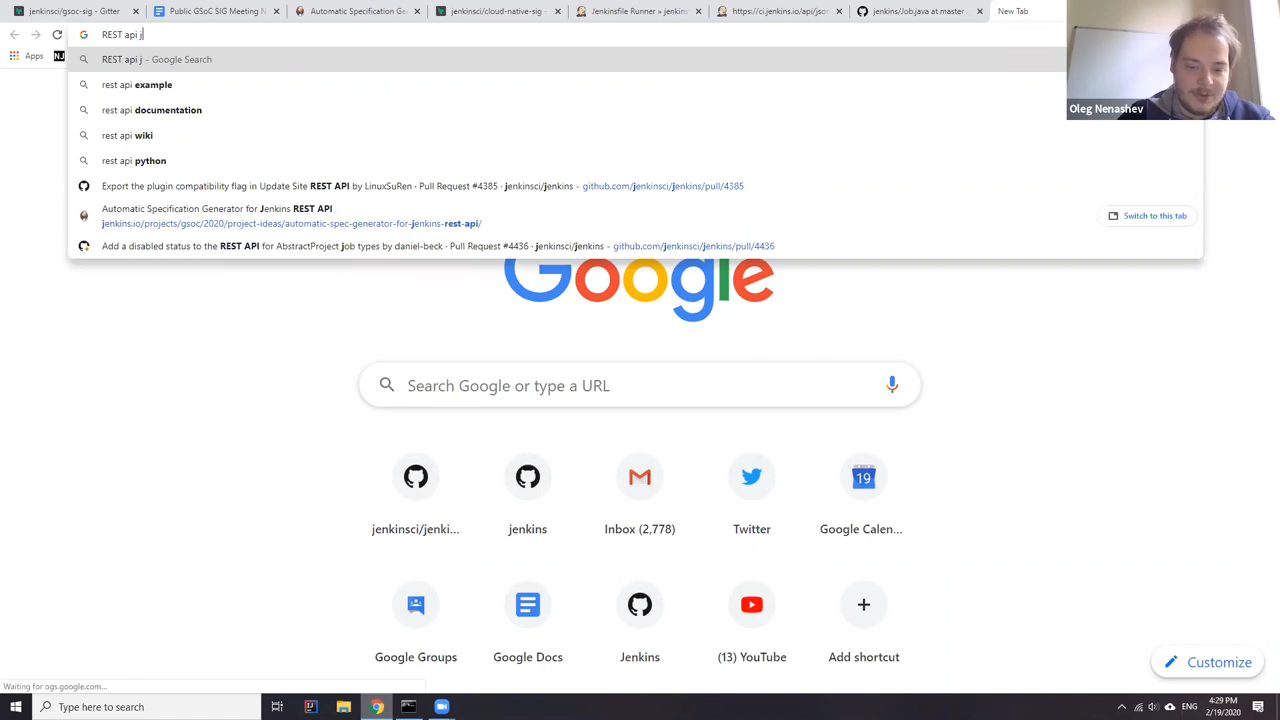 jenkinsci/gsoc-sig - Gitter
Public GSoC SIG Meeting N
Automatic Specification Ge
jenkinsci/cloud-native-sig -
Jenkinsfile Runner » jenkins
https://ci.jenkins.io/api/json
jenkins/Job.java at master
New Tab
REST api j
Apps
NJ
REST api j - Google Search
rest api example
rest api documentation
rest api wiki
rest api python
Export the plugin compatibility flag in Update Site REST API by LinuxSuRen · Pull Request #4385 · jenkinsci/jenkins - github.com/jenkinsci/jenkins/pull/4385
Automatic Specification Generator for Jenkins REST API
jenkins.io/projects/gsoc/2020/project-ideas/automatic-spec-generator-for-jenkins-rest-api/
Switch to this tab
Add a disabled status to the REST API for AbstractProject job types by daniel-beck · Pull Request #4436 · jenkinsci/jenkins - github.com/jenkinsci/jenkins/pull/4436
Oleg Nenashev
Google
Search Google or type a URL
19
jenkinsci/jenki...
jenkins
Inbox (2,778)
Twitter
Google Calen...
Google Groups
Google Docs
Jenkins
(13) YouTube
Add shortcut
Customize
Waiting for ogs.google.com...
Type here to search
ENG
4:29 PM
2/19/2020